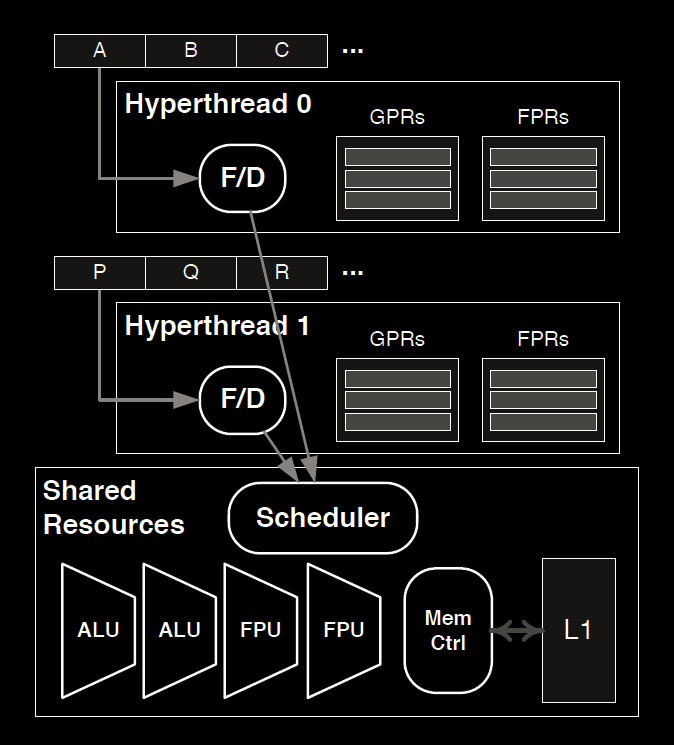 A B C ...
Hyperthread 0
GPRs FPRs
F/D
P Q R ...
Hyperthread 1
GPRs FPRs
F/D
Shared
Resources
Scheduler
ALU ALU FPU FPU
Mem
Ctrl
L1